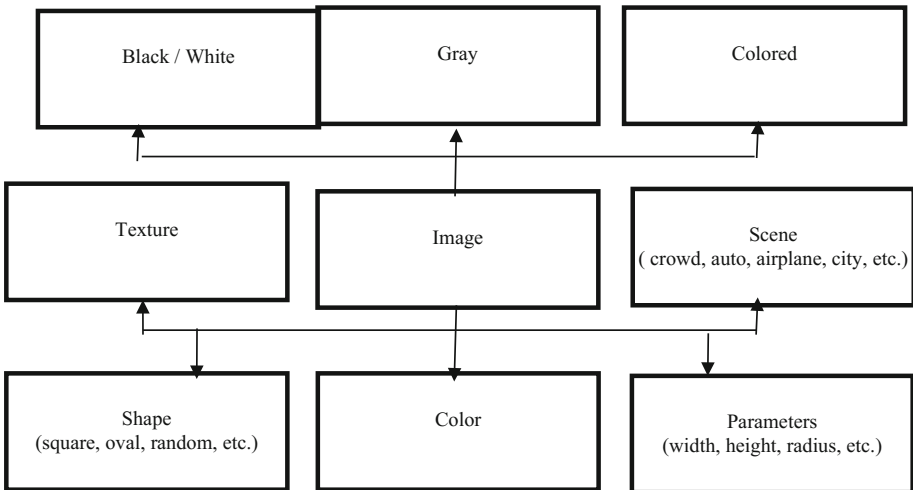 Black / White
Gray
Colored
Texture
Image
Scene
( crowd, auto, airplane, city, etc.)
Shape
(square, oval, random, etc.)
Color
Parameters
(width, height, radius, etc.)